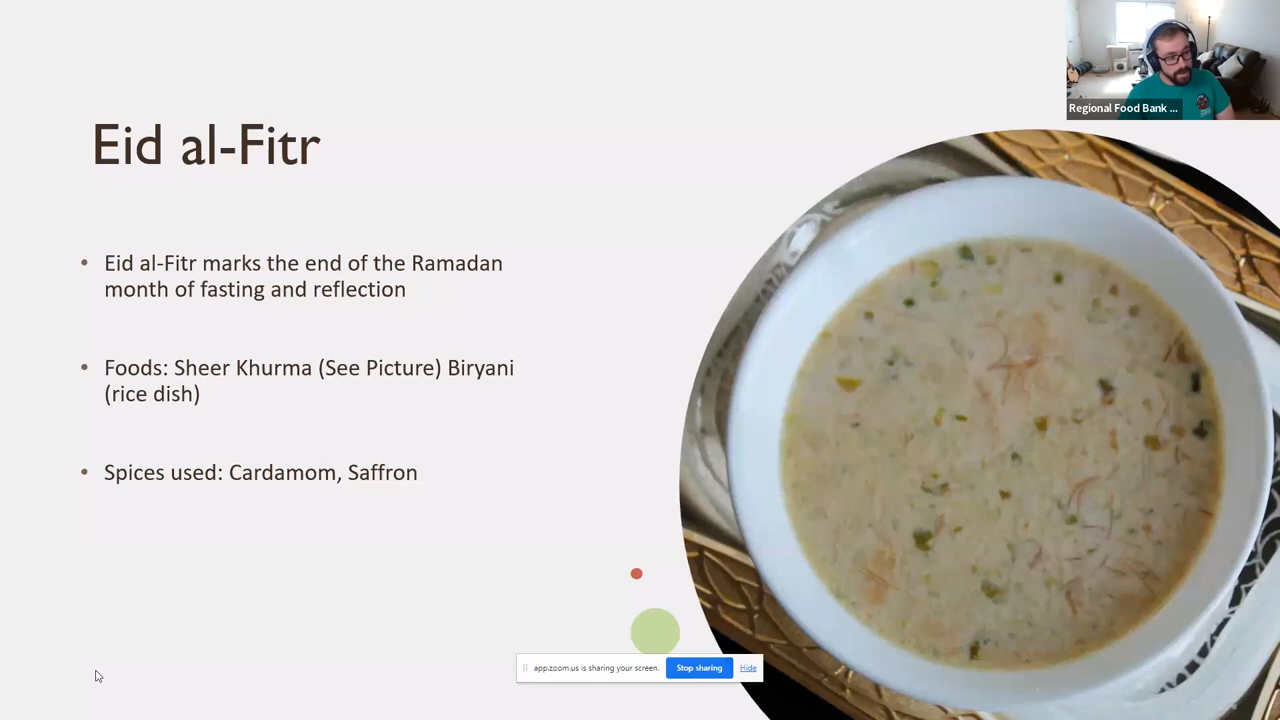 Regional Food Bank ...
Eid al-Fitr
• Eid al-Fitr marks the end of the Ramadan
month of fasting and reflection
• Foods: Sheer Khurma (See Picture) Biryani
(rice dish)
• Spices used: Cardamom, Saffron
app.zoom.us is sharing your screen. Stop sharing Hide